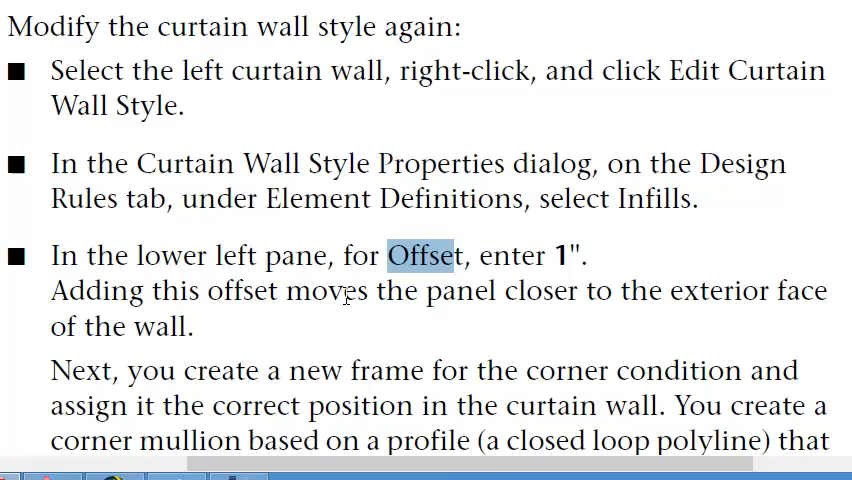 Modify the curtain wall style again:
■ Select the left curtain wall, right-click, and click Edit Curtain
Wall Style.
■ In the Curtain Wall Style Properties dialog, on the Design
Rules tab, under Element Definitions, select Infills.
■ In the lower left pane, for Offset, enter 1".
Adding this offset moves the panel closer to the exterior face
of the wall.
Next, you create a new frame for the corner condition and
assign it the correct position in the curtain wall. You create a
corner mullion based on a profile (a closed loop polyline) that